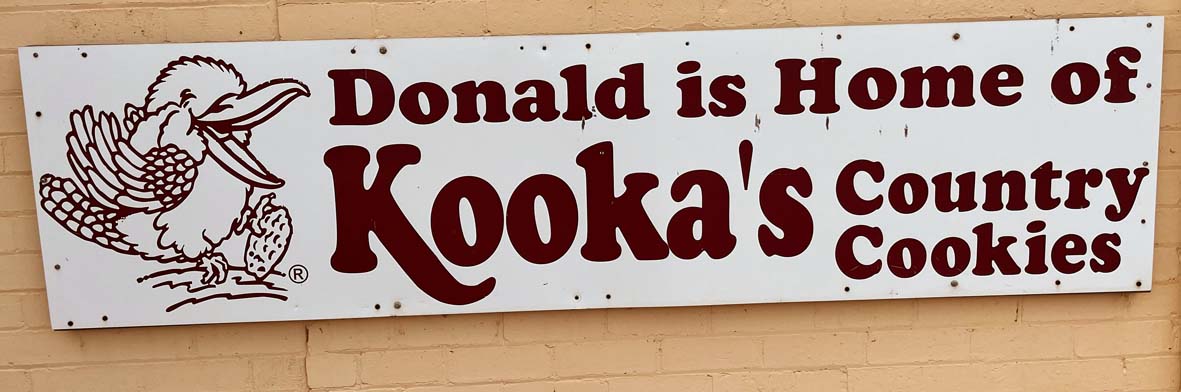 Donald is Home of
Kooka's Country
Cookies
®